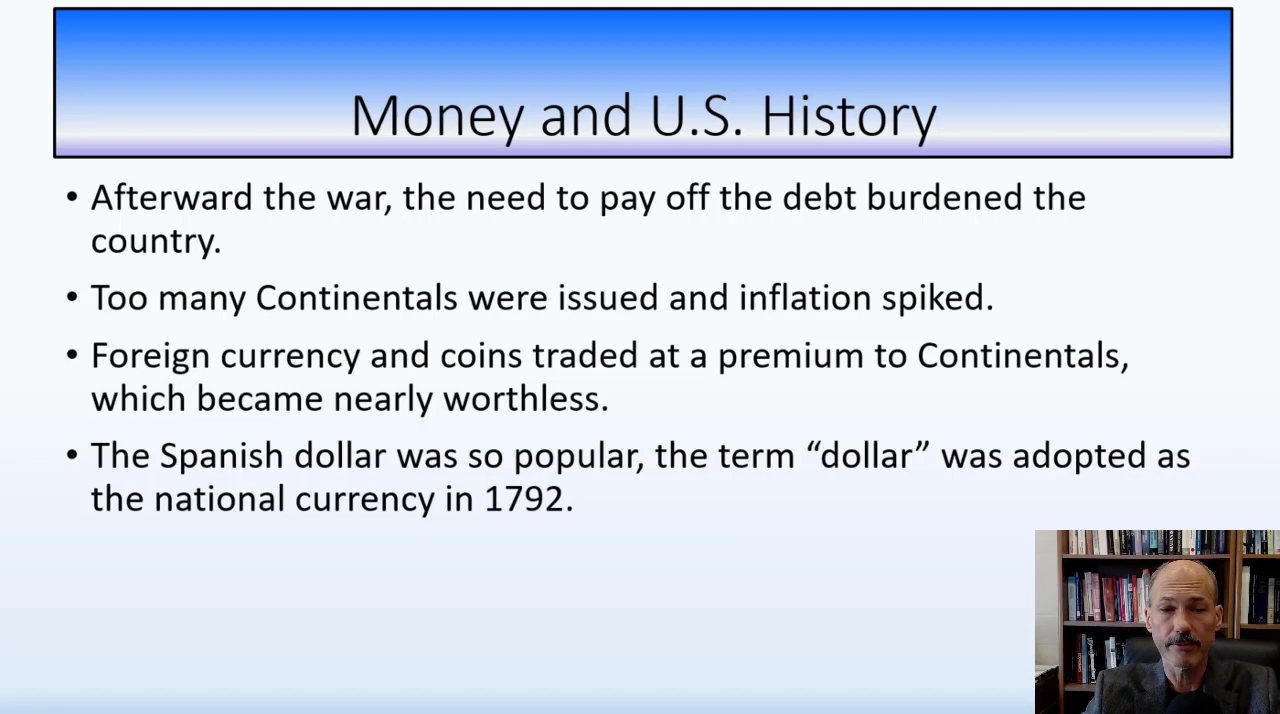 Money and U.S. History
• Afterward the war, the need to pay off the debt burdened the
country.
• Too many Continentals were issued and inflation spiked.
• Foreign currency and coins traded at a premium to Continentals,
which became nearly worthless.
• The Spanish dollar was so popular, the term “dollar” was adopted as
the national currency in 1792.